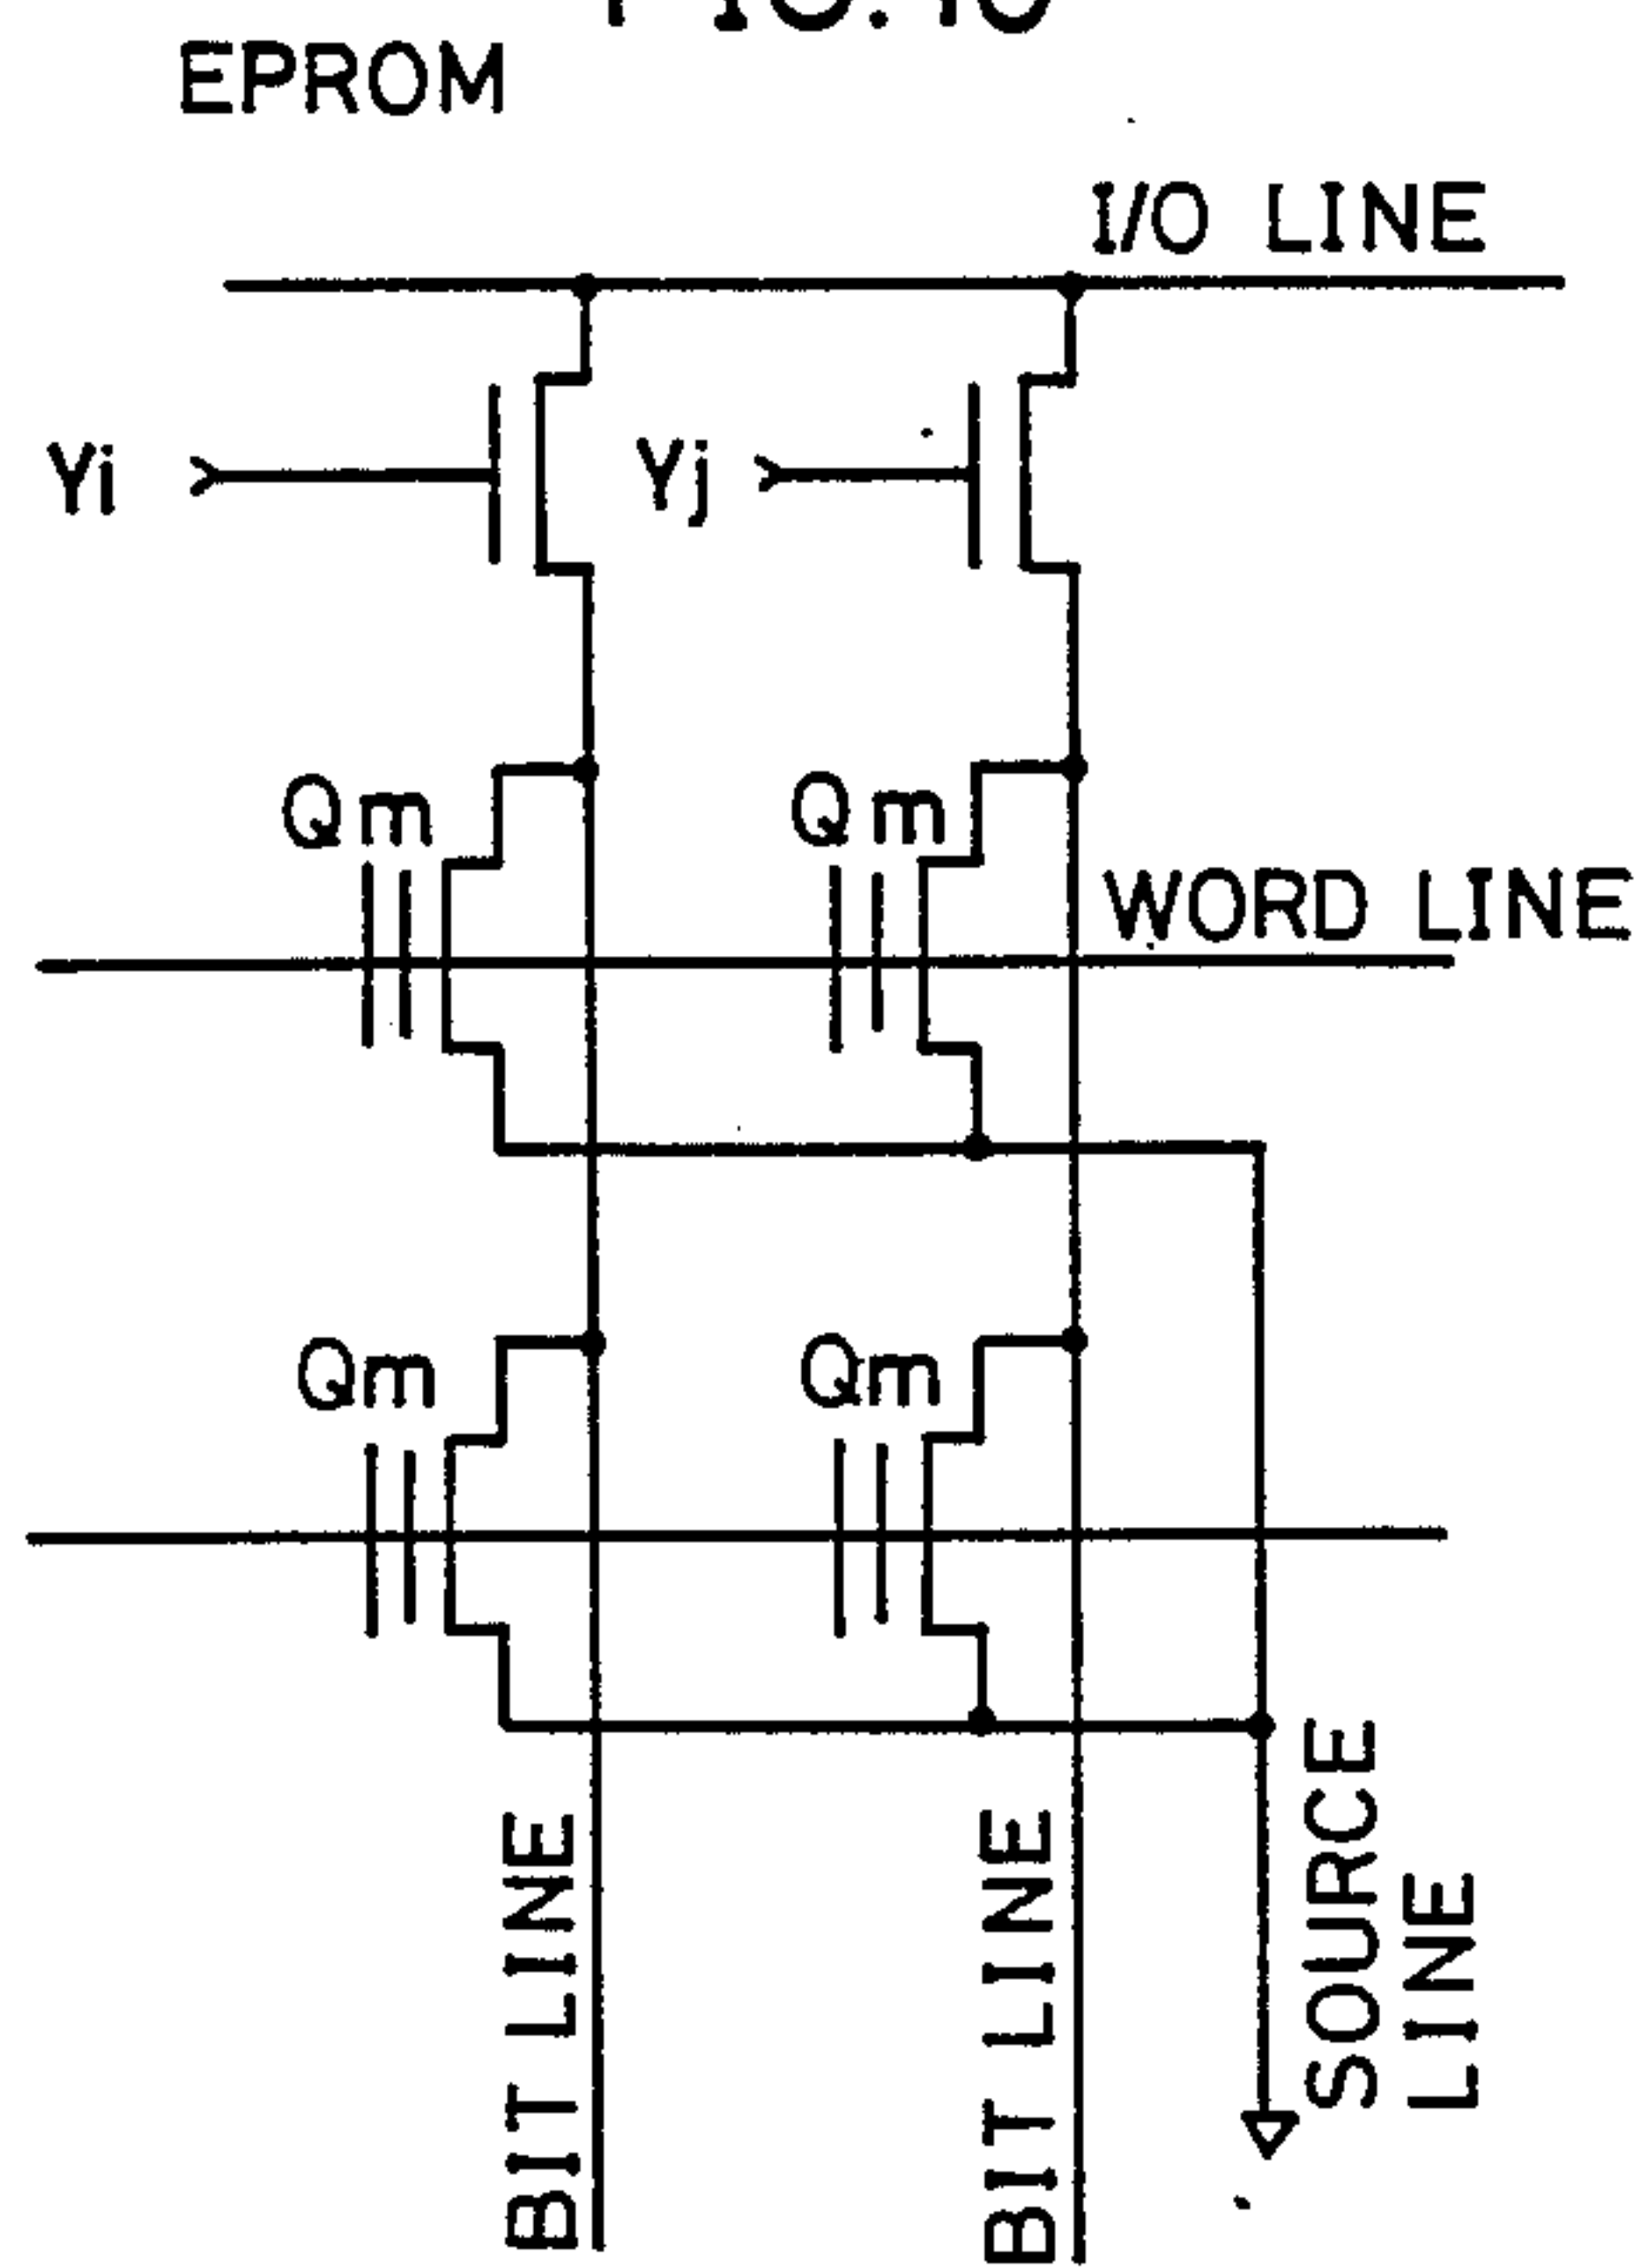 EPROM
I/O LINE
Yi
Yj
Qm
Qm
WORD LINE
Qm
Qm
BIT LINE
BIT LINE
SOURCE
LINE